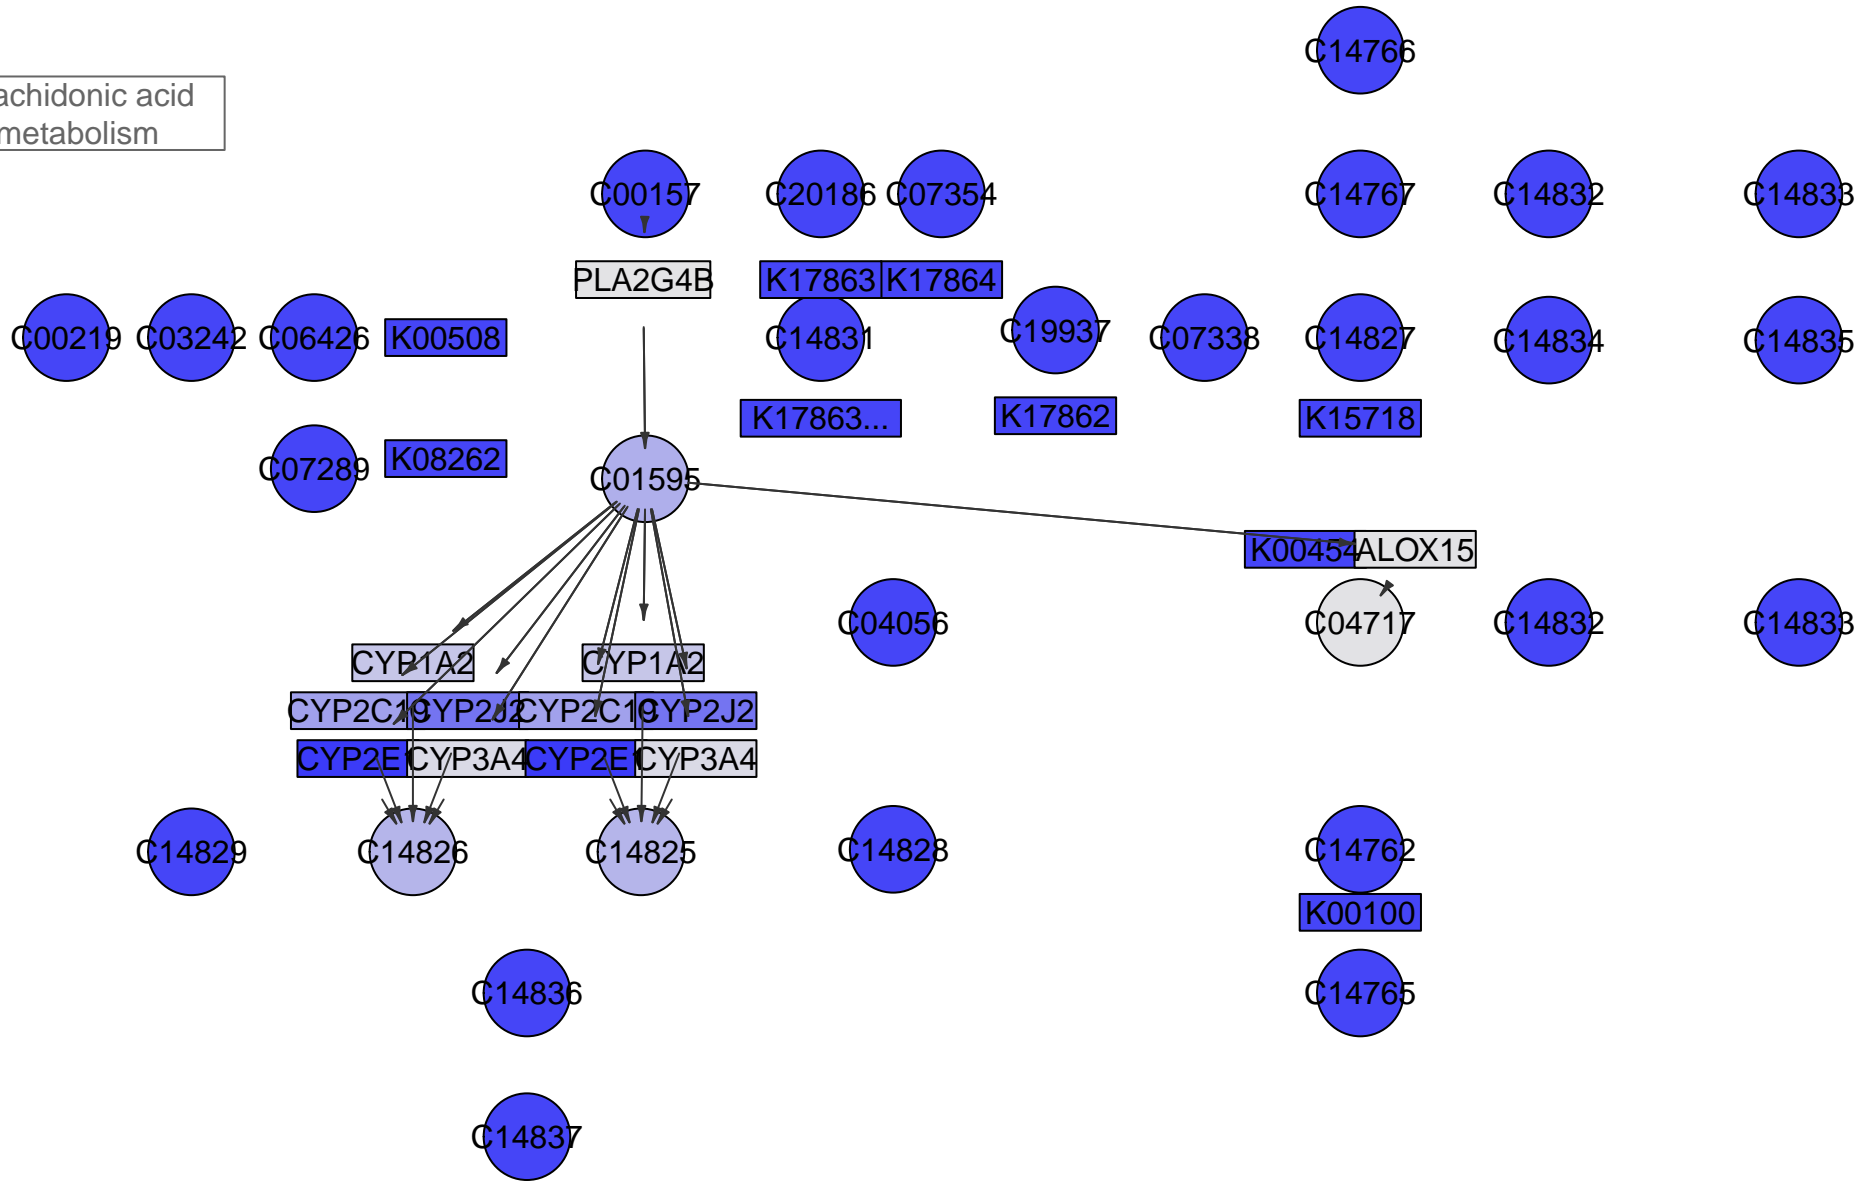 C14766
achidonic acid
metabolism
C00157
C20186
C07354
C14767
C14832
C14833
PLA2G4B
K17863
K17864
C00219
C03242
C06426
K00508
C14831
C19937
C07338
C14827
C14834
C14835
K17863...
K17862
K15718
C07289
K08262
C01595
K00454
ALOX15
C04056
C04717
C14832
C14833
CYP1A2
CYP1A2
CYP2C19
CYP2J2
CYP2C19
CYP2J2
CYP2E1
CYP3A4
CYP2E1
CYP3A4
C14829
C14826
C14825
C14828
C14762
K00100
C14836
C14765
C14837